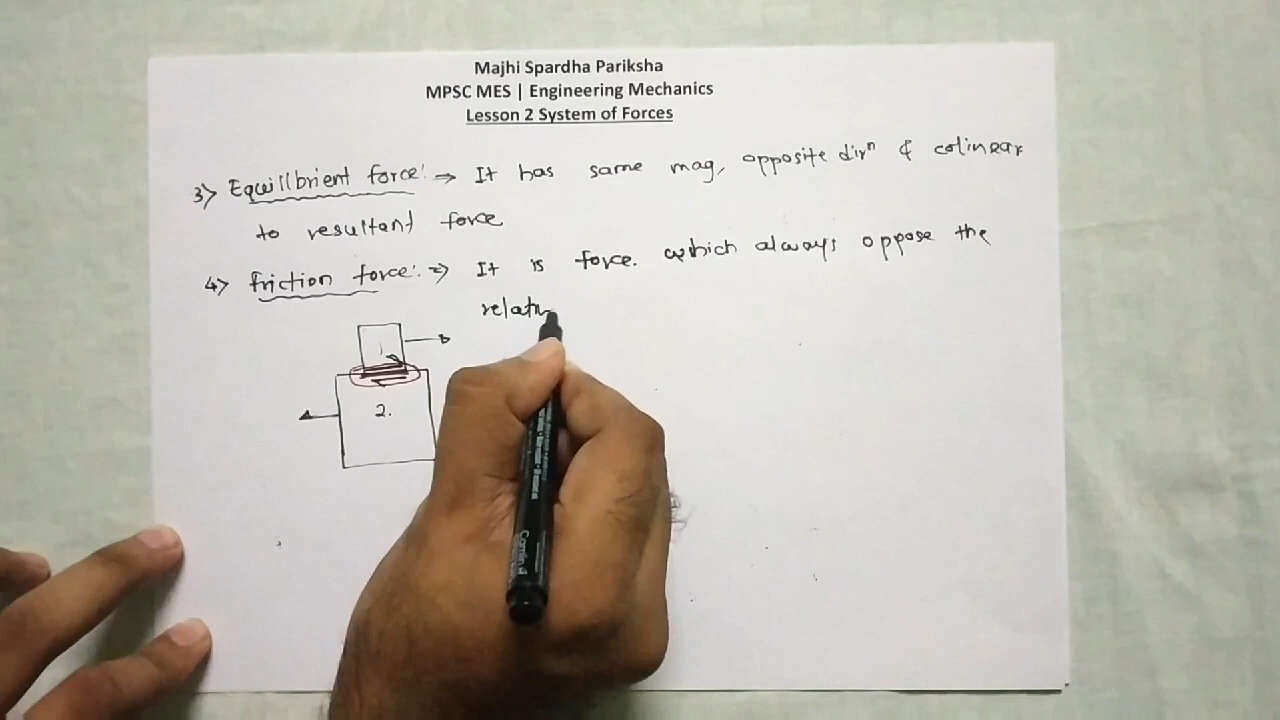 Majhi Spardha Pariksha
MPSC MES | Engineering Mechanics
Lesson 2 System of Forces
3) Equillbrient force: → It has same mag, opposite dirⁿ & colinear
to resultant force
4) friction force: => It is force. which always oppose the
relativ
1
2.